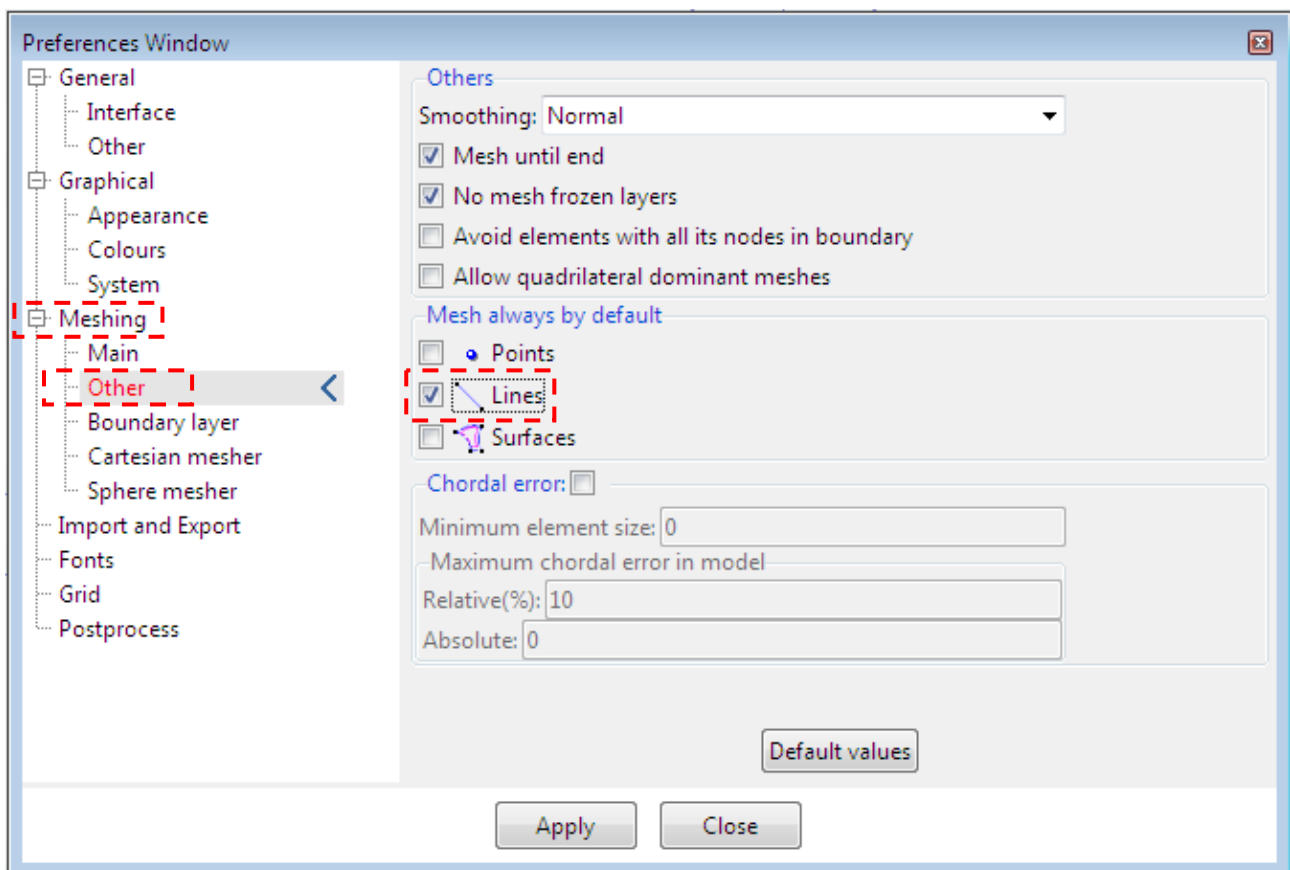 Preferences Window
General
Interface
Other
Graphical
Appearance
Colours
System
Meshing
Main
Other
Boundary layer
Cartesian mesher
Sphere mesher
Import and Export
Fonts
Grid
Postprocess
Others
Smoothing: Normal
Mesh until end
No mesh frozen layers
Avoid elements with all its nodes in boundary
Allow quadrilateral dominant meshes
Mesh always by default
Points
Lines
Surfaces
Chordal error:
Minimum element size: 0
Maximum chordal error in model
Relative(%): 10
Absolute: 0
Default values
Apply Close